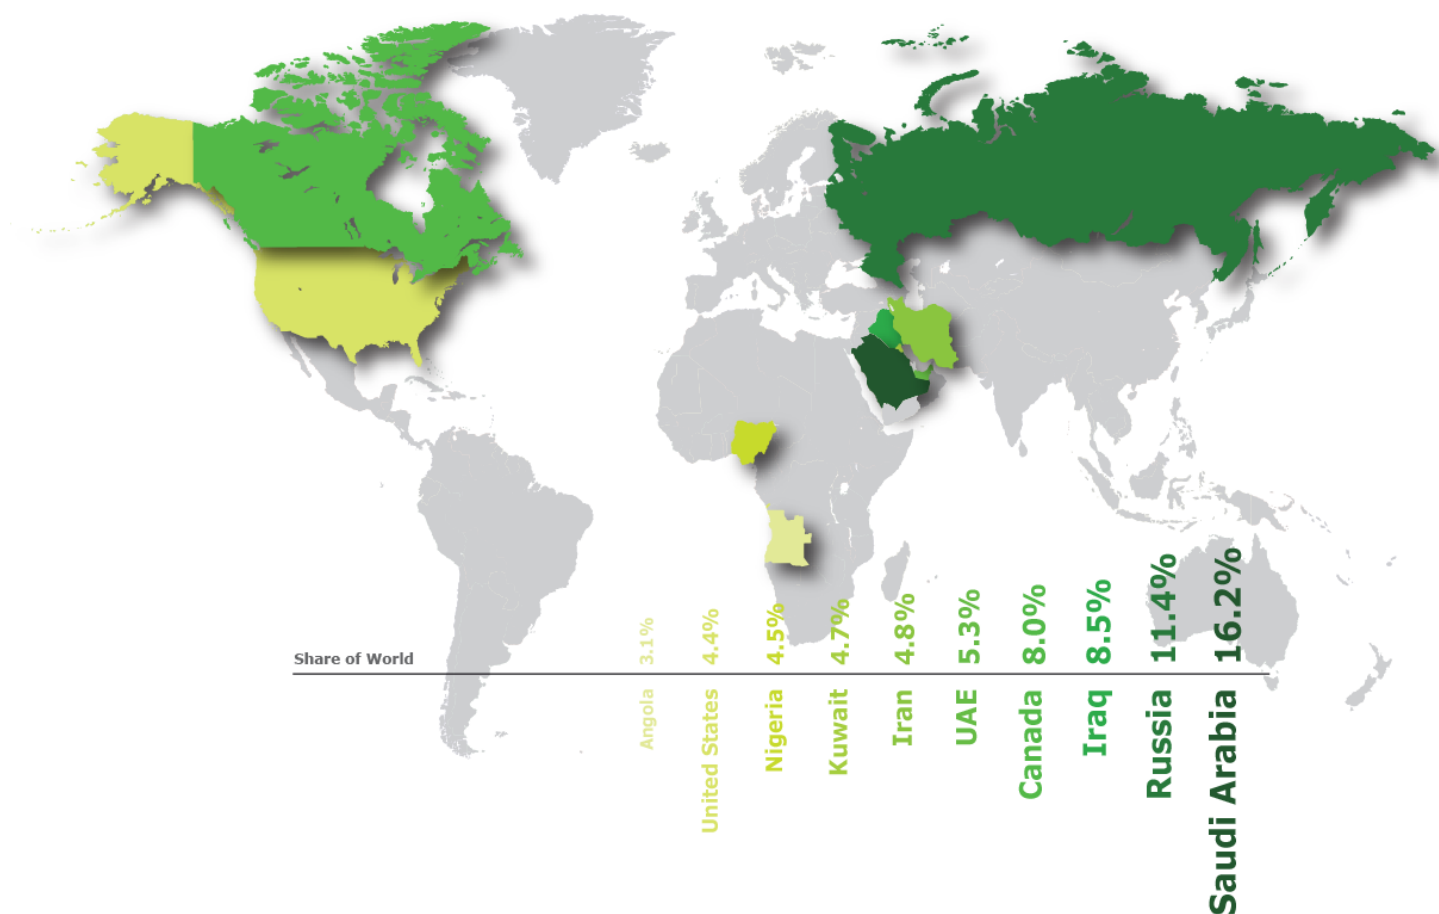 Share of World
3.1%
4.4%
4.5%
4.7%
4.8%
5.3%
8.0%
8.5%
11.4%
16.2%
Angola
United States
Nigeria
Kuwait
Iran
UAE
Canada
Iraq
Russia
Saudi Arabia